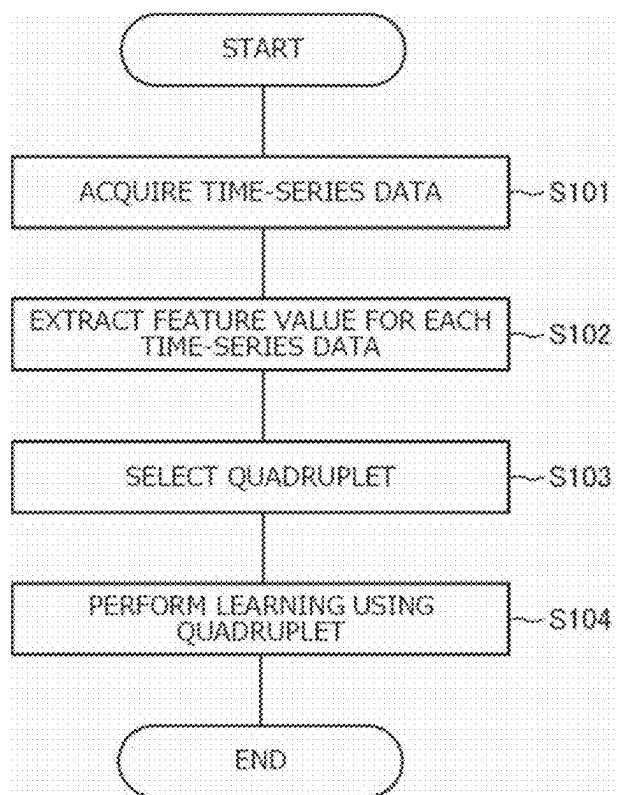 START
ACQUIRE TIME-SERIES DATA
S101
EXTRACT FEATURE VALUE FOR EACH
TIME-SERIES DATA
S102
SELECT QUADRUPLET
S103
PERFORM LEARNING USING
QUADRUPLET
S104
END